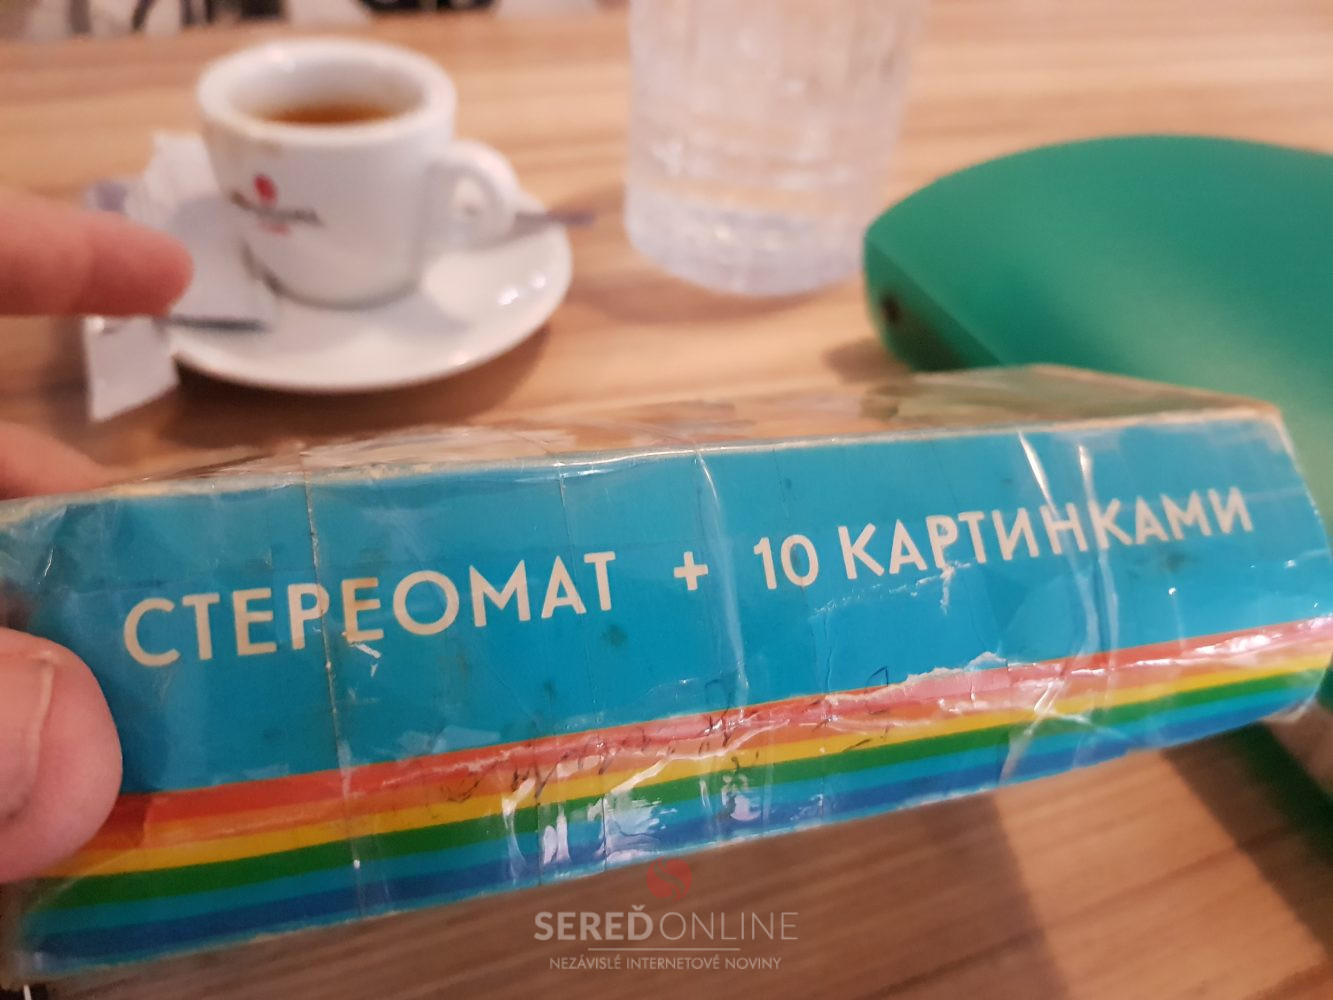 СТЕРЕОМАТ + 10 КАРТИНКАМИ
SEREĎONLINE
NEZÁVISLÉ INTERNETOVÉ NOVINY